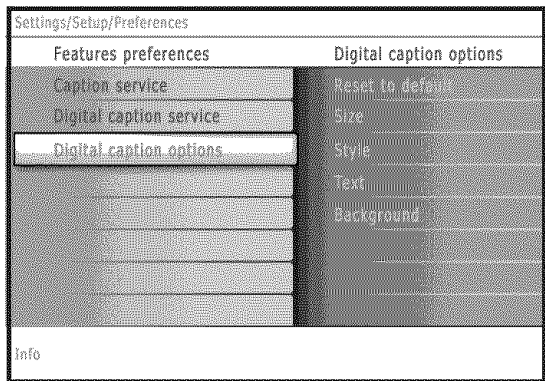 Settings/Setup/Preferences
Features preferences
Digital caption options
Caption service
Reset to default
Digital caption service
Size
Digital caption options
Style
Text
Background
Info